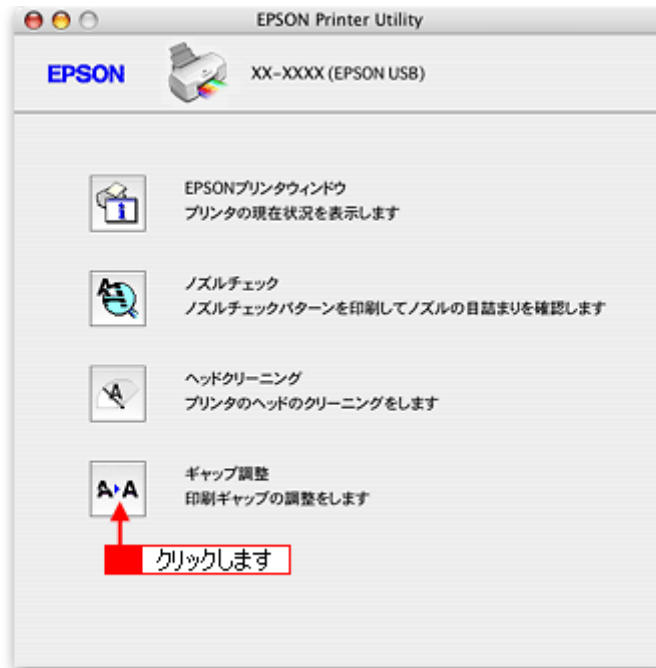 EPSON Printer Utility
EPSON
XX-XXXX (EPSON USB)
EPSONプリンタウィンドウ
プリンタの現在状況を表示します
ノズルチェック
ノズルチェックパターンを印刷してノズルの目詰まりを確認します
ヘッドクリーニング
プリンタのヘッドのクリーニングをします
ギャップ調整
印刷ギャップの調整をします
クリックします